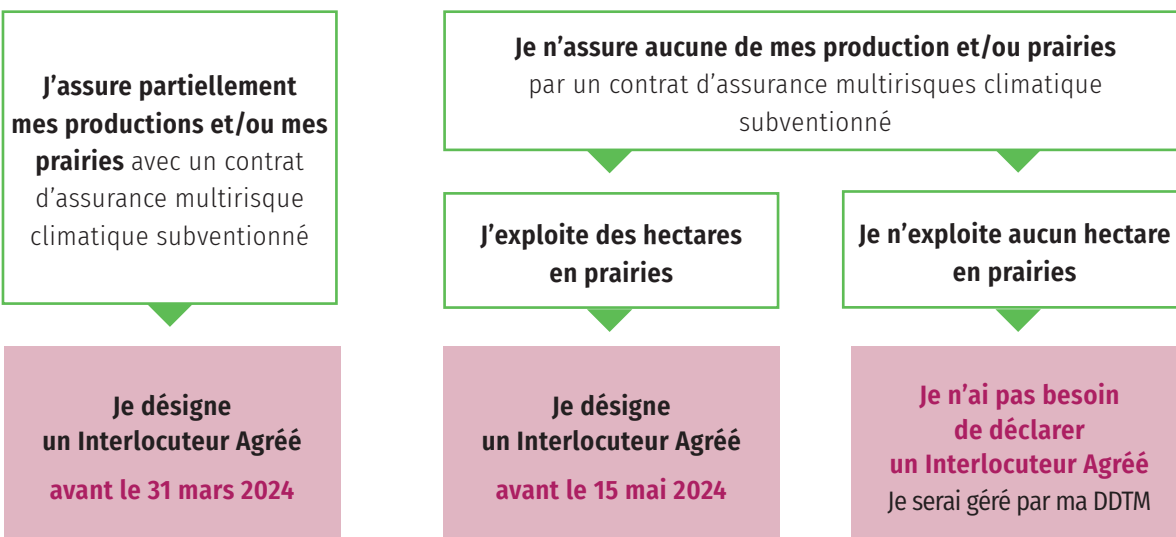 J'assure partiellement
mes productions et/ou mes
prairies avec un contrat
d'assurance multirisque
climatique subventionné
Je désigne
un Interlocuteur Agréé
avant le 31 mars 2024
Je n'assure aucune de mes production et/ou prairies
par un contrat d'assurance multirisques climatique
subventionné
J'exploite des hectares
en prairies
Je désigne
un Interlocuteur Agréé
avant le 15 mai 2024
Je n'exploite aucun hectare
en prairies
Je n'ai pas besoin
de déclarer
un Interlocuteur Agréé
Je serai géré par ma DDTM